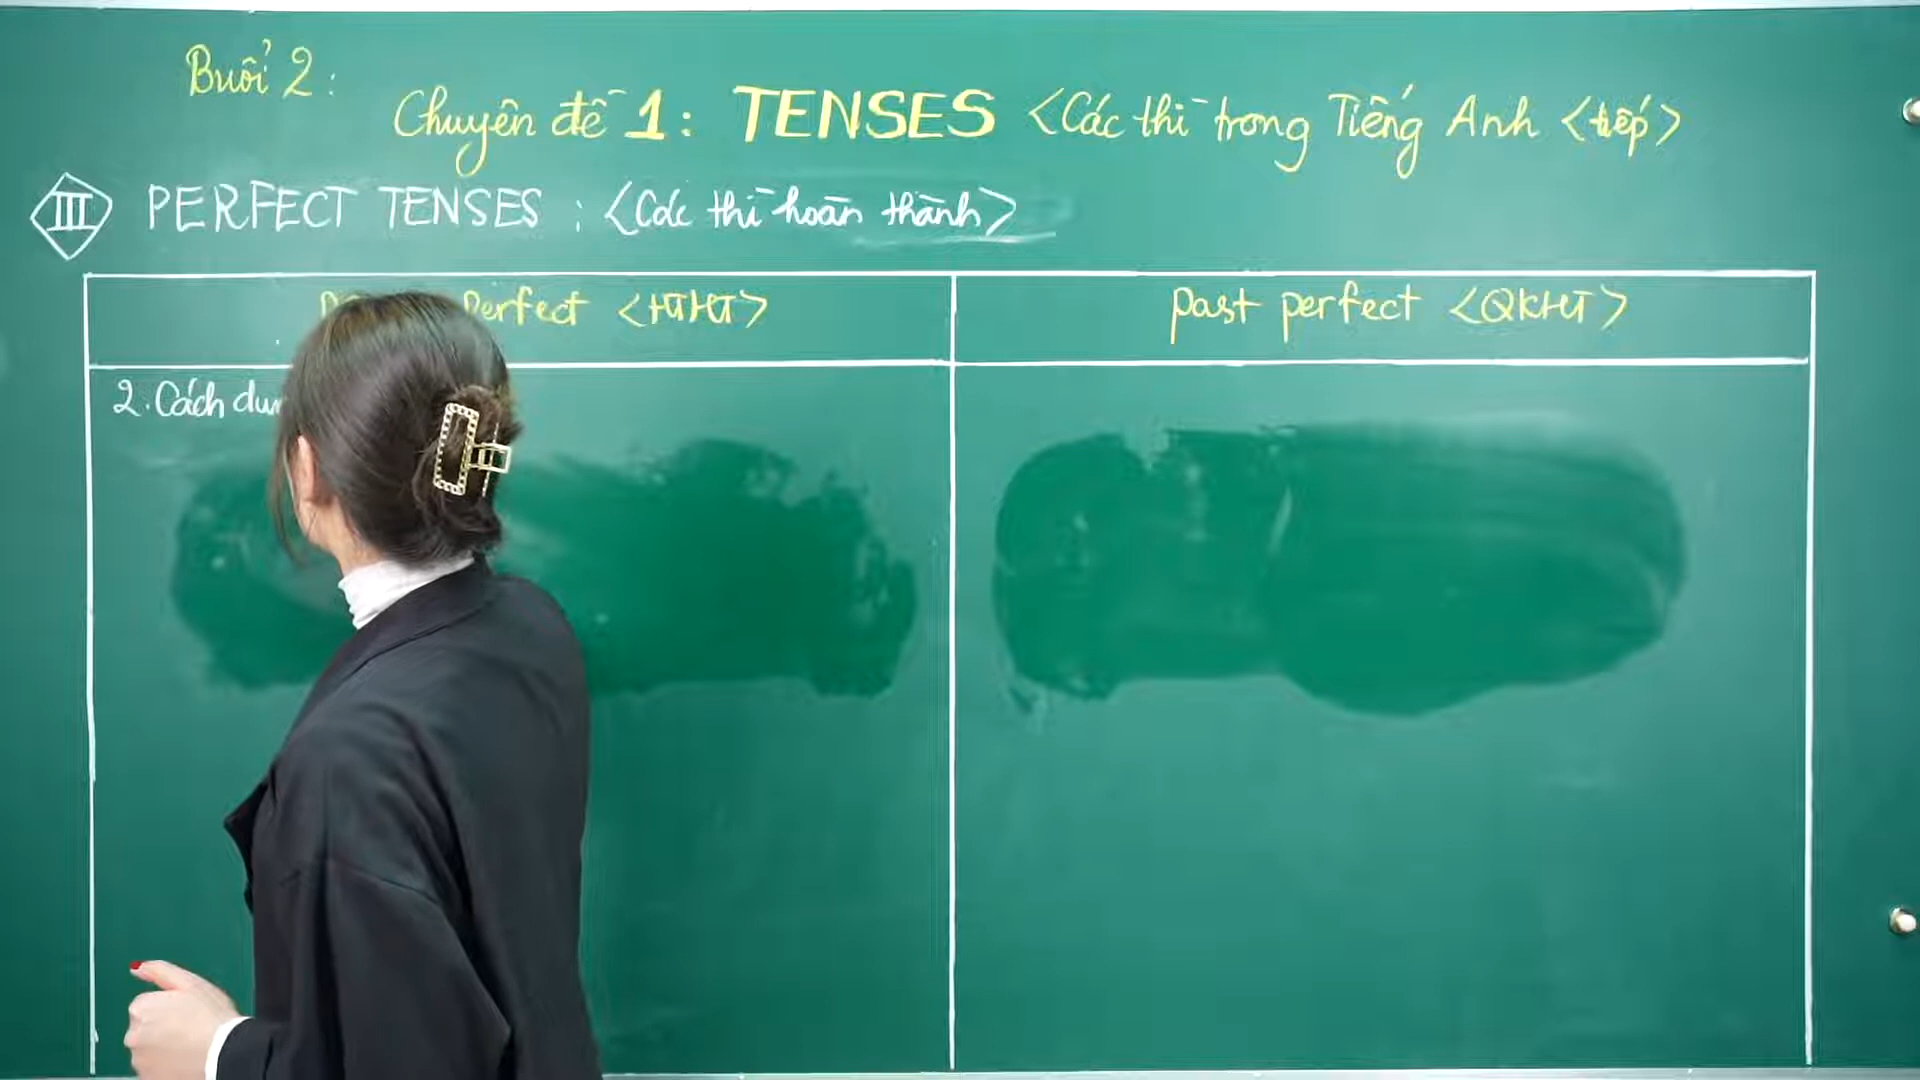 Buổi 2:
Chuyên đề 1: TENSES <Các thì trong Tiếng Anh <tiếp>
III PERFECT TENSES : <Các thì hoàn thành>
perfect <HTHT>
Past perfect <QKHT>
2. Cách